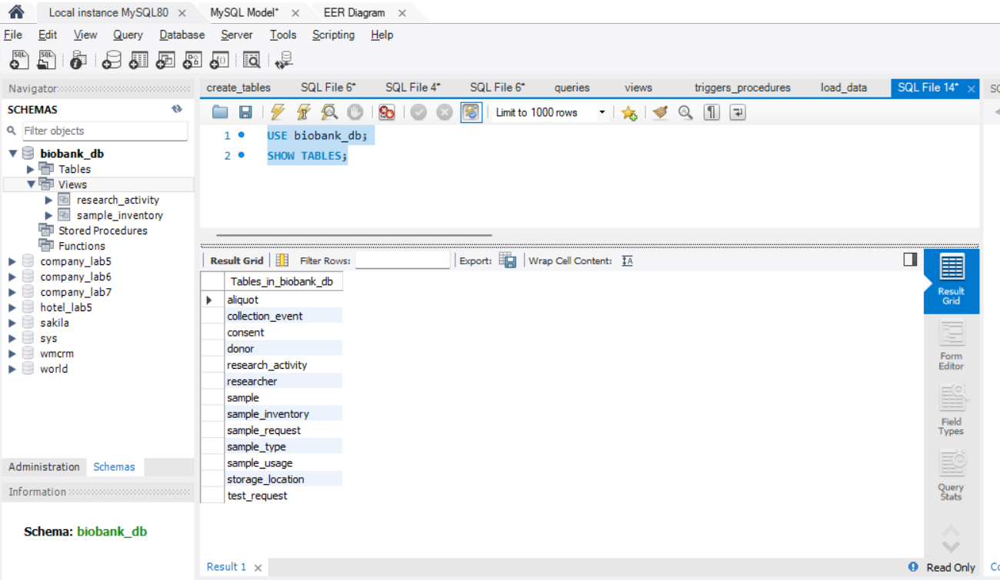 Local instance MySQL80 × MySQL Model* × EER Diagram ×
File Edit View Query Database Server Tools Scripting Help
Navigator
SCHEMAS
Filter objects
biobank_db
Tables
Views
research_activity
sample_inventory
Stored Procedures
Functions
company_lab5
company_lab6
company_lab7
hotel_lab5
sakila
sys
wmcrm
world
Administration Schemas
Information
Schema: biobank_db
create_tables SQL File 6* SQL File 4* SQL File 6* queries views triggers_procedures load_data SQL File 14* ×
Limit to 1000 rows
1 USE biobank_db;
2 SHOW TABLES;
Result Grid Filter Rows: Export: Wrap Cell Content:
Tables_in_biobank_db
aliquot
collection_event
consent
donor
research_activity
researcher
sample
sample_inventory
sample_request
sample_type
sample_usage
storage_location
test_request
Result
Grid
Form
Editor
Field
Types
Query
Stats
Result 1 × Read Only